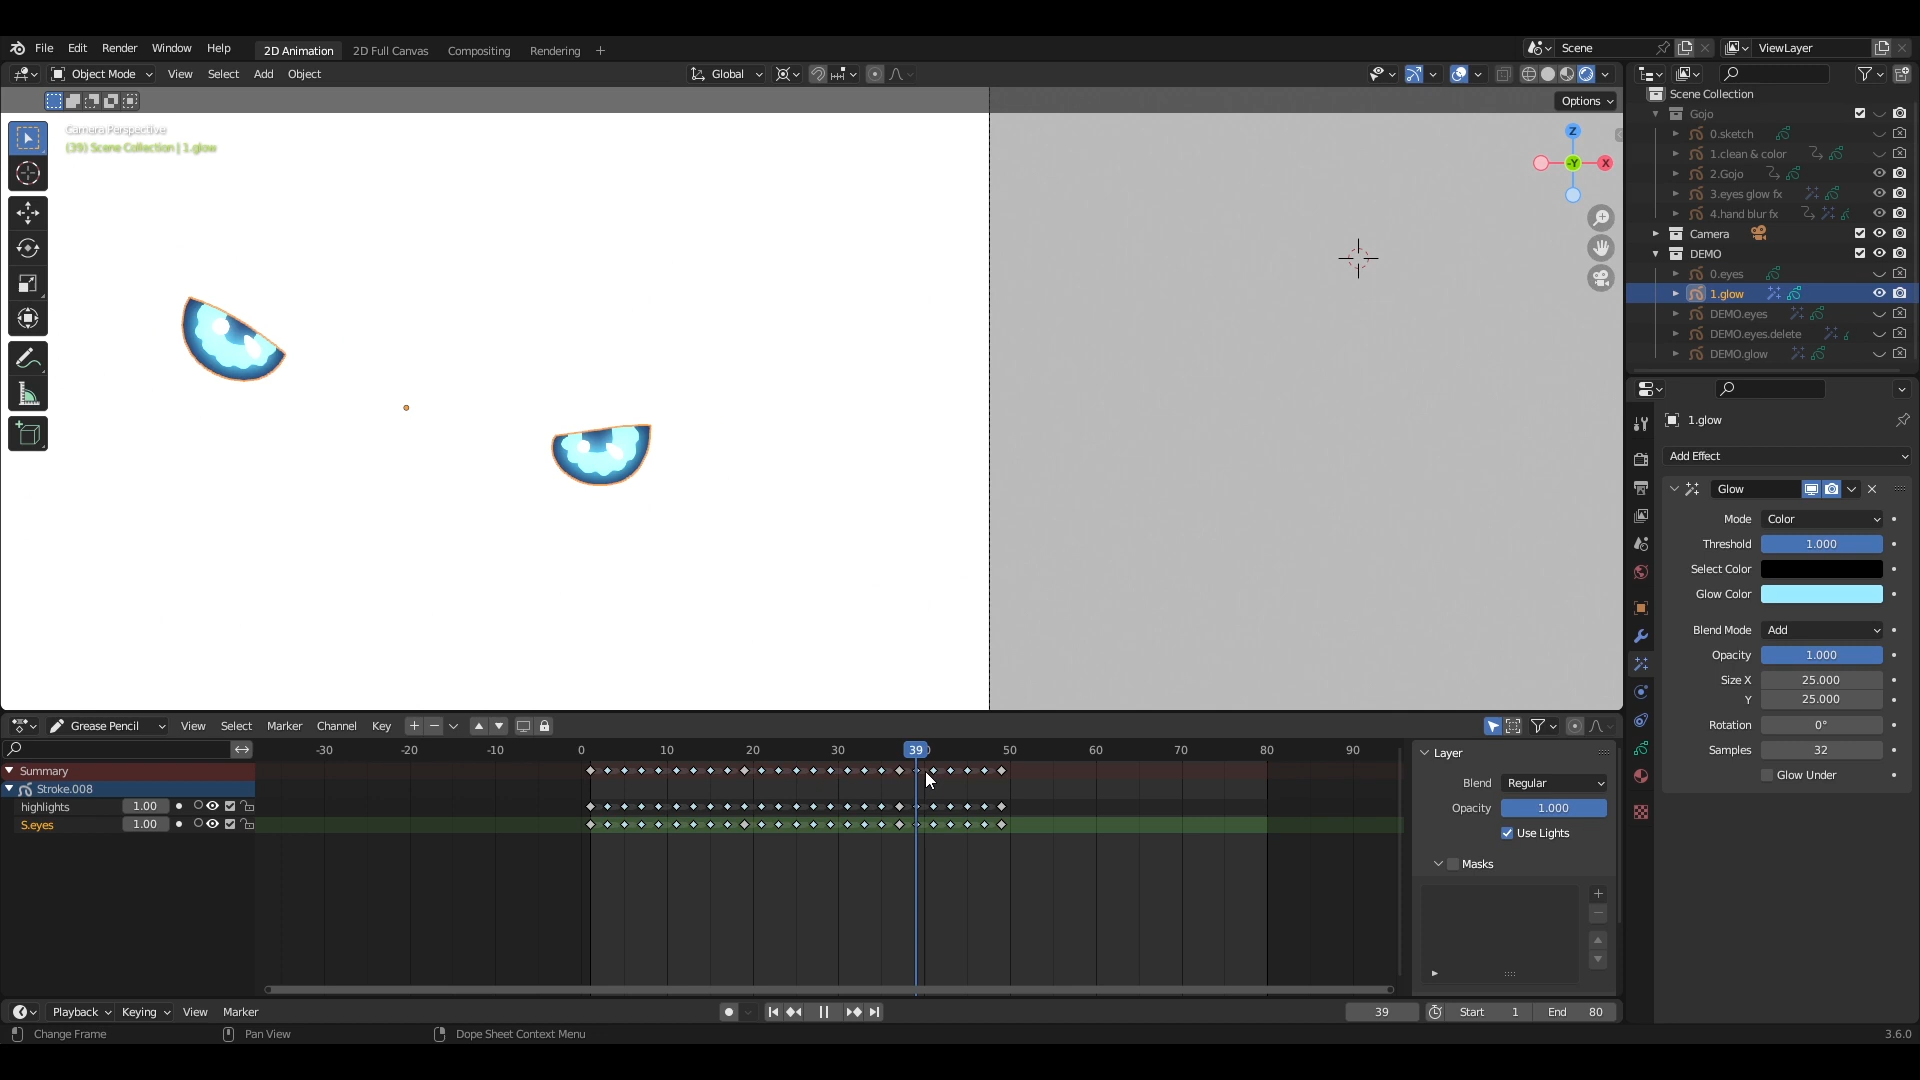 File Edit Render Window Help 2D Animation 2D Full Canvas Compositing Rendering + Scene ViewLayer
Object Mode View Select Add Object Global
Options
Camera Perspective
(39) Scene Collection | 1.glow
Z
-Y
X
Scene Collection
Gojo
0.sketch
1.clean & color
2.Gojo
3.eyes glow fx
4.hand blur fx
Camera
DEMO
0.eyes
1.glow
DEMO.eyes
DEMO.eyes.delete
DEMO.glow
1.glow
Add Effect
Glow
Mode Color
Threshold 1.000
Select Color
Glow Color
Blend Mode Add
Opacity 1.000
Size X 25.000
Y 25.000
Rotation 0°
Samples 32
Glow Under
Grease Pencil View Select Marker Channel Key
-30 -20 -10 0 10 20 30 39 50 60 70 80 90
Summary
Stroke.008
highlights 1.00
S.eyes 1.00
Layer
Blend Regular
Opacity 1.000
Use Lights
Masks
Playback Keying View Marker 39 Start 1 End 80
Change Frame Pan View Dope Sheet Context Menu 3.6.0